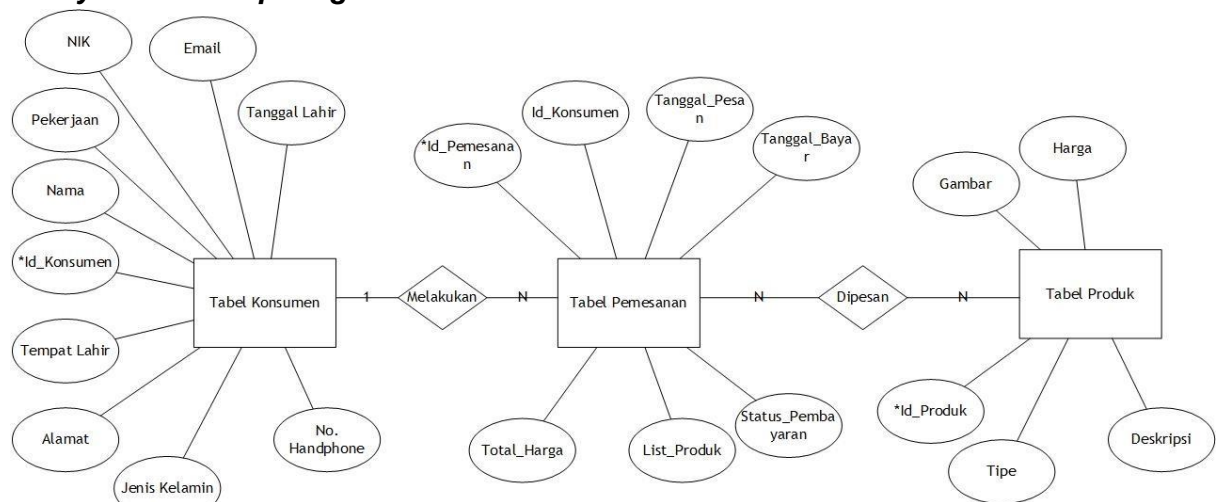 NIK
Email
Tanggal Lahir
Pekerjaan
Nama
*Id_Konsumen
Tempat Lahir
Alamat
Jenis Kelamin
No.
Handphone
Tabel Konsumen
1
Melakukan
N
*Id_Pemesana
n
Id_Konsumen
Tanggal_Pesa
n
Tanggal_Baya
r
Tabel Pemesanan
Total_Harga
List_Produk
Status_Pemba
yaran
N
Dipesan
N
Gambar
Harga
Tabel Produk
*Id_Produk
Tipe
Deskripsi